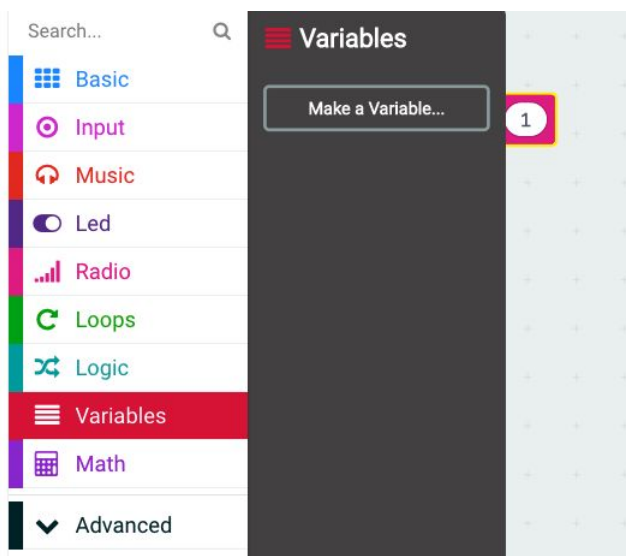 Search...
Basic
Input
Music
Led
Radio
Loops
Logic
Variables
Math
Advanced
Variables
Make a Variable...
1